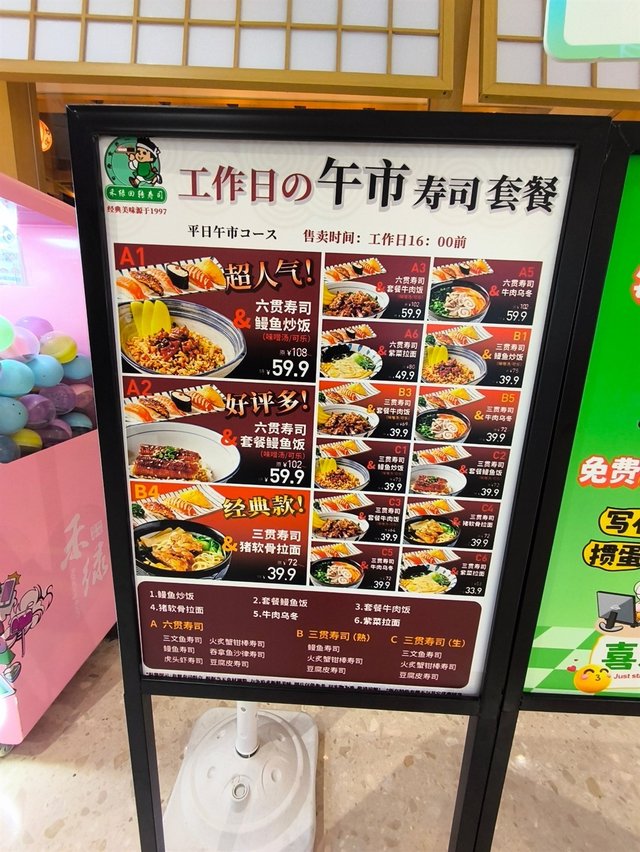 禾绿回转寿司
经典美味源于1997
工作日の午市寿司套餐
平日午市コース 售卖时间：工作日16：00前
A1
超人气！
六贯寿司
&鳗鱼炒饭
(味噌汤/可乐)
¥108
59.9
A2
好评多！
六贯寿司
&套餐鳗鱼饭
(味噌汤/可乐)
¥102
59.9
B4
经典款！
三贯寿司
&猪软骨拉面
¥72
39.9
A3
六贯寿司
&套餐牛肉饭
¥102
59.9
A5
六贯寿司
&牛肉乌冬
¥102
59.9
A6
六贯寿司
&紫菜拉面
¥80
49.9
B1
三贯寿司
&鳗鱼炒饭
¥75
39.9
B3
三贯寿司
&套餐牛肉饭
39.9
B5
三贯寿司
&牛肉乌冬
39.9
C1
三贯寿司
&鳗鱼炒饭
39.9
C2
三贯寿司
&套餐鳗鱼饭
39.9
C3
三贯寿司
&套餐牛肉饭
39.9
C4
三贯寿司
&猪软骨拉面
39.9
C5
三贯寿司
&牛肉乌冬
39.9
C6
三贯寿司
&紫菜拉面
33.9
1.鳗鱼炒饭 2.套餐鳗鱼饭 3.套餐牛肉饭
4.猪软骨拉面 5.牛肉乌冬 6.紫菜拉面
A 六贯寿司
三文鱼寿司 火炙蟹钳棒寿司
鳗鱼寿司 吞拿鱼沙律寿司
虎头虾寿司 豆腐皮寿司
B 三贯寿司（熟）
鳗鱼寿司
火炙蟹钳棒寿司
豆腐皮寿司
C 三贯寿司（生）
三文鱼寿司
火炙蟹钳棒寿司
豆腐皮寿司
禾绿
免费
掼蛋
喜
Just